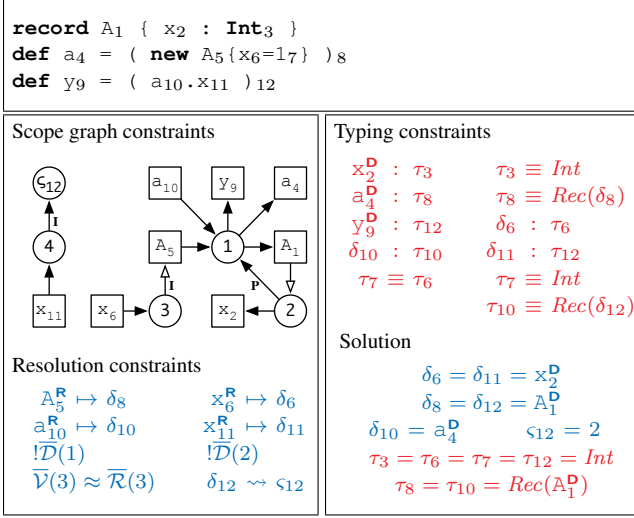 record A₁ { x₂ : Int₃ }
def a₄ = ( new A₅{x₆=1₇} )₈
def y₉ = ( a₁₀.x₁₁ )₁₂
Scope graph constraints
ς₁₂ a₁₀ y₉ a₄
I
4 A₅ 1 A₁
I P
x₁₁ x₆ 3 x₂ 2
Resolution constraints
A₅ᴿ ↦ δ₈ x₆ᴿ ↦ δ₆
a₁₀ᴿ ↦ δ₁₀ x₁₁ᴿ ↦ δ₁₁
!D̅(1) !D̅(2)
V̅(3) ≈ R̅(3) δ₁₂ ⇝ ς₁₂
Typing constraints
x₂ᴰ : τ₃ τ₃ ≡ Int
a₄ᴰ : τ₈ τ₈ ≡ Rec(δ₈)
y₉ᴰ : τ₁₂ δ₆ : τ₆
δ₁₀ : τ₁₀ δ₁₁ : τ₁₂
τ₇ ≡ τ₆ τ₇ ≡ Int
τ₁₀ ≡ Rec(δ₁₂)
Solution
δ₆ = δ₁₁ = x₂ᴰ
δ₈ = δ₁₂ = A₁ᴰ
δ₁₀ = a₄ᴰ ς₁₂ = 2
τ₃ = τ₆ = τ₇ = τ₁₂ = Int
τ₈ = τ₁₀ = Rec(A₁ᴰ)